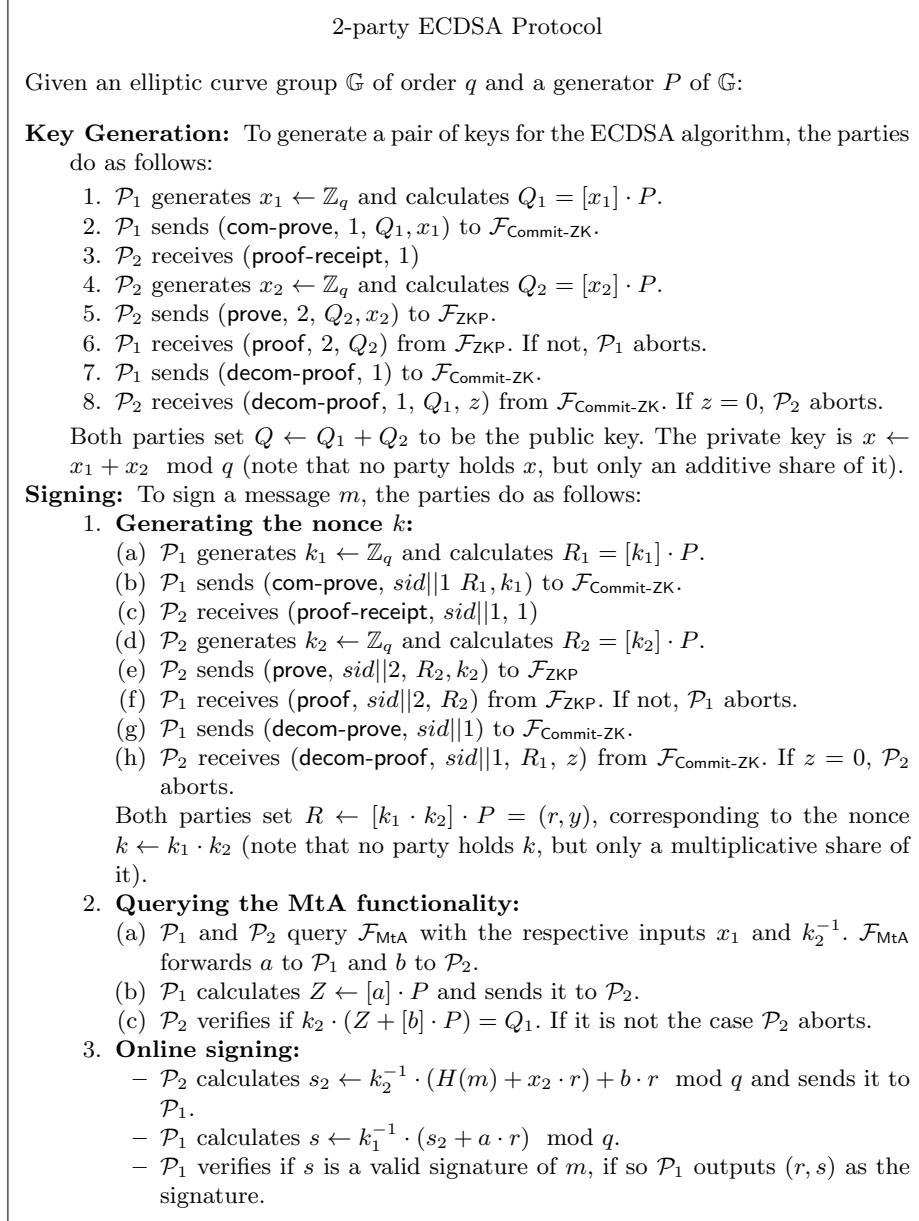 2-party ECDSA Protocol
Given an elliptic curve group 𝔾 of order q and a generator P of 𝔾:
Key Generation: To generate a pair of keys for the ECDSA algorithm, the parties
do as follows:
1. 𝒫₁ generates x₁ ← ℤ_q and calculates Q₁ = [x₁] · P.
2. 𝒫₁ sends (com-prove, 1, Q₁, x₁) to ℱ_Commit-ZK.
3. 𝒫₂ receives (proof-receipt, 1)
4. 𝒫₂ generates x₂ ← ℤ_q and calculates Q₂ = [x₂] · P.
5. 𝒫₂ sends (prove, 2, Q₂, x₂) to ℱ_ZKP.
6. 𝒫₁ receives (proof, 2, Q₂) from ℱ_ZKP. If not, 𝒫₁ aborts.
7. 𝒫₁ sends (decom-proof, 1) to ℱ_Commit-ZK.
8. 𝒫₂ receives (decom-proof, 1, Q₁, z) from ℱ_Commit-ZK. If z = 0, 𝒫₂ aborts.
Both parties set Q ← Q₁ + Q₂ to be the public key. The private key is x ←
x₁ + x₂ mod q (note that no party holds x, but only an additive share of it).
Signing: To sign a message m, the parties do as follows:
1. Generating the nonce k:
(a) 𝒫₁ generates k₁ ← ℤ_q and calculates R₁ = [k₁] · P.
(b) 𝒫₁ sends (com-prove, sid||1 R₁, k₁) to ℱ_Commit-ZK.
(c) 𝒫₂ receives (proof-receipt, sid||1, 1)
(d) 𝒫₂ generates k₂ ← ℤ_q and calculates R₂ = [k₂] · P.
(e) 𝒫₂ sends (prove, sid||2, R₂, k₂) to ℱ_ZKP
(f) 𝒫₁ receives (proof, sid||2, R₂) from ℱ_ZKP. If not, 𝒫₁ aborts.
(g) 𝒫₁ sends (decom-prove, sid||1) to ℱ_Commit-ZK.
(h) 𝒫₂ receives (decom-proof, sid||1, R₁, z) from ℱ_Commit-ZK. If z = 0, 𝒫₂
aborts.
Both parties set R ← [k₁ · k₂] · P = (r, y), corresponding to the nonce
k ← k₁ · k₂ (note that no party holds k, but only a multiplicative share of
it).
2. Querying the MtA functionality:
(a) 𝒫₁ and 𝒫₂ query ℱ_MtA with the respective inputs x₁ and k₂⁻¹. ℱ_MtA
forwards a to 𝒫₁ and b to 𝒫₂.
(b) 𝒫₁ calculates Z ← [a] · P and sends it to 𝒫₂.
(c) 𝒫₂ verifies if k₂ · (Z + [b] · P) = Q₁. If it is not the case 𝒫₂ aborts.
3. Online signing:
– 𝒫₂ calculates s₂ ← k₂⁻¹ · (H(m) + x₂ · r) + b · r mod q and sends it to
𝒫₁.
– 𝒫₁ calculates s ← k₁⁻¹ · (s₂ + a · r) mod q.
– 𝒫₁ verifies if s is a valid signature of m, if so 𝒫₁ outputs (r, s) as the
signature.